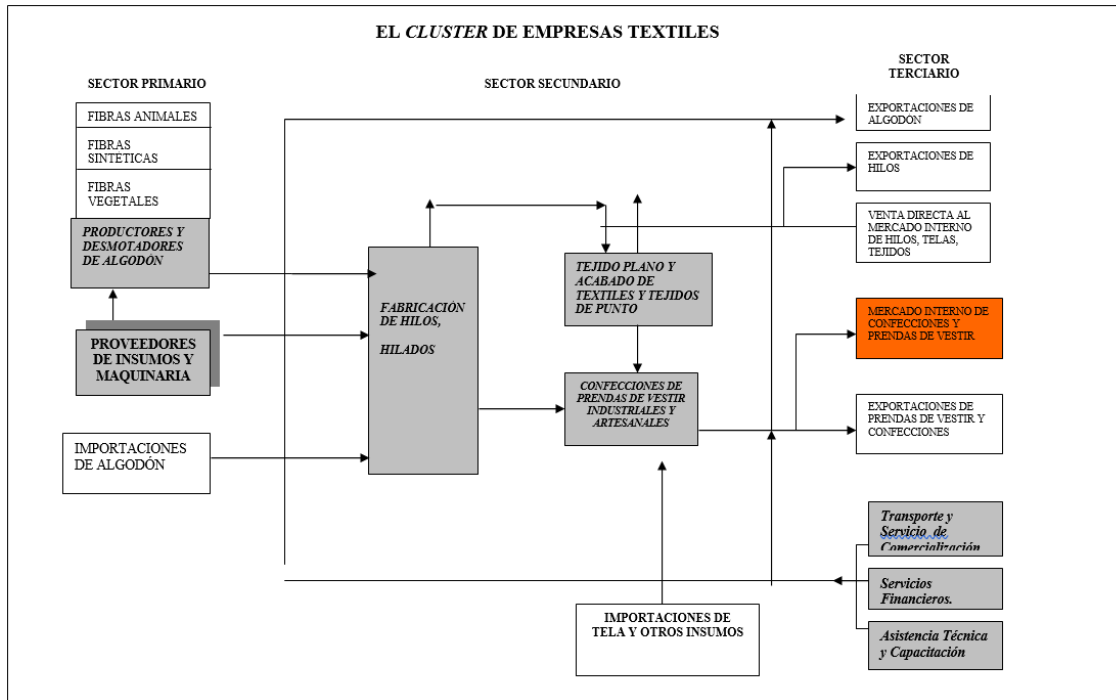 EL CLUSTER DE EMPRESAS TEXTILES
SECTOR PRIMARIO
SECTOR SECUNDARIO
SECTOR
TERCIARIO
FIBRAS ANIMALES
FIBRAS
SINTÉTICAS
FIBRAS
VEGETALES
PRODUCTORES Y
DESMOTADORES
DE ALGODÓN
PROVEEDORES
DE INSUMOS Y
MAQUINARIA
IMPORTACIONES
DE ALGODÓN
FABRICACIÓN
DE HILOS,
HILADOS
TEJIDO PLANO Y
ACABADO DE
TEXTILES Y TEJIDOS
DE PUNTO
CONFECCIONES DE
PRENDAS DE VESTIR
INDUSTRIALES Y
ARTESANALES
IMPORTACIONES DE
TELA Y OTROS INSUMOS
EXPORTACIONES DE
ALGODÓN
EXPORTACIONES DE
HILOS
VENTA DIRECTA AL
MERCADO INTERNO
DE HILOS, TELAS,
TEJIDOS
MERCADO INTERNO DE
CONFECCIONES Y
PRENDAS DE VESTIR
EXPORTACIONES DE
PRENDAS DE VESTIR Y
CONFECCIONES
Transporte y
Servicio de
Comercialización
Servicios
Financieros.
Asistencia Técnica
y Capacitación